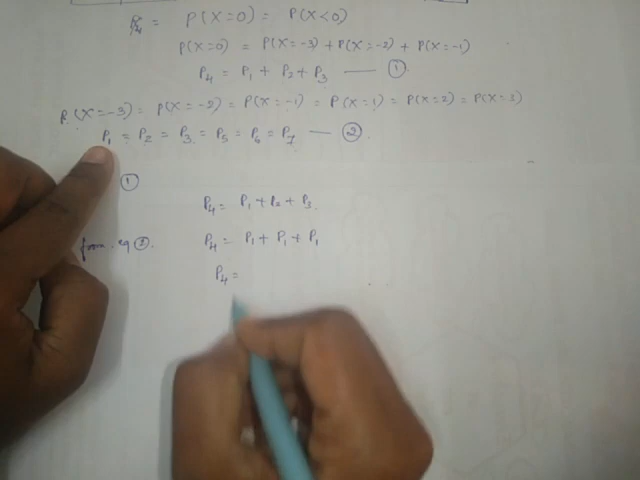 P4 = P(X=0) = P(X<0)
P(X=0) = P(X=-3) + P(X=-2) + P(X=-1)
P4 = P1 + P2 + P3 —— ①
P(X=-3) = P(X=-2) = P(X=-1) = P(X=1) = P(X=2) = P(X=3)
P1 = P2 = P3 = P5 = P6 = P7 —— ②
①
P4 = P1 + P2 + P3.
from eq ②. P4 = P1 + P1 + P1
P4 =